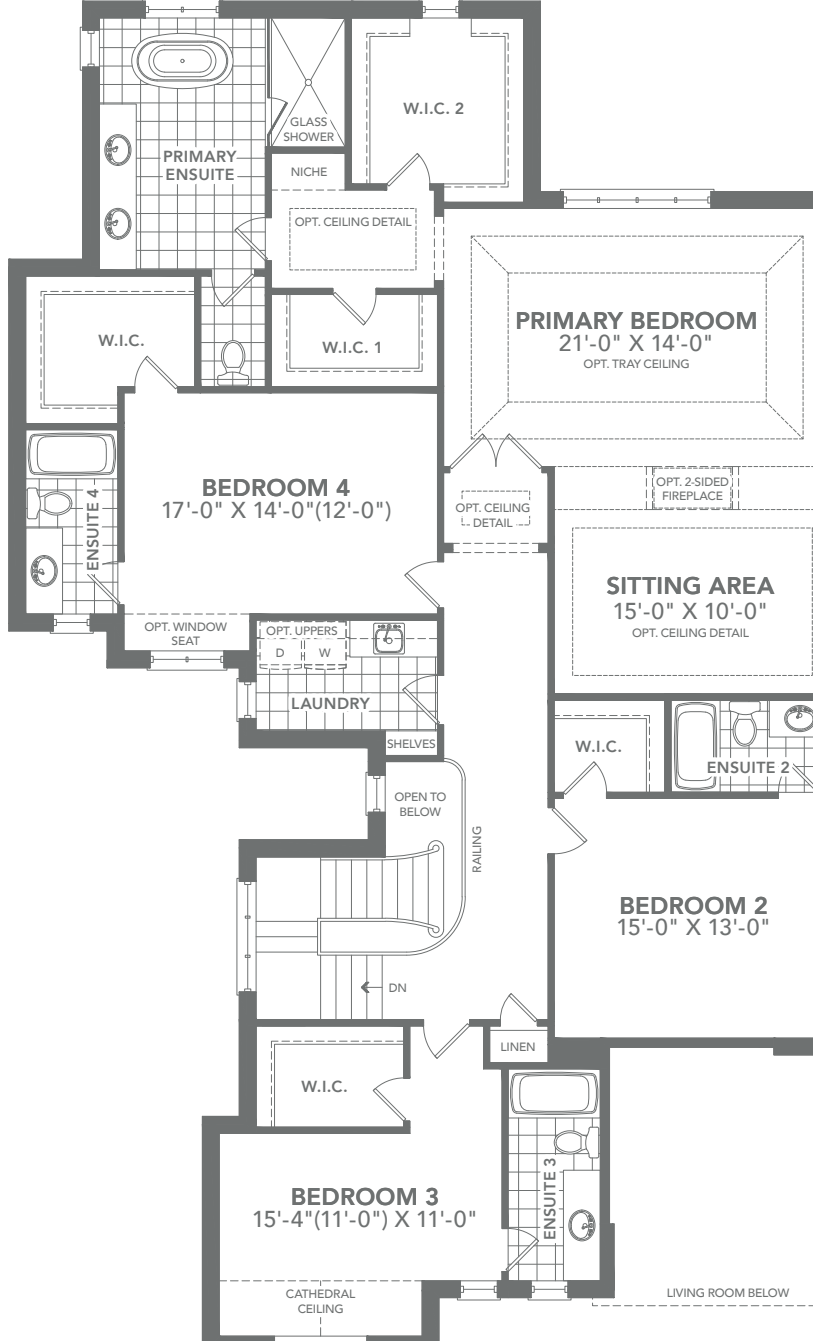 W.I.C. 2
GLASS
SHOWER
PRIMARY
ENSUITE
NICHE
OPT. CEILING DETAIL
W.I.C.
W.I.C. 1
PRIMARY BEDROOM
21'-0" X 14'-0"
OPT. TRAY CEILING
BEDROOM 4
17'-0" X 14'-0"(12'-0")
ENSUITE 4
OPT. CEILING
DETAIL
OPT. 2-SIDED
FIREPLACE
SITTING AREA
15'-0" X 10'-0"
OPT. CEILING DETAIL
OPT. WINDOW
SEAT
OPT. UPPERS
D
W
LAUNDRY
SHELVES
W.I.C.
ENSUITE 2
OPEN TO
BELOW
RAILING
BEDROOM 2
15'-0" X 13'-0"
DN
LINEN
W.I.C.
ENSUITE 3
BEDROOM 3
15'-4"(11'-0") X 11'-0"
CATHEDRAL
CEILING
LIVING ROOM BELOW